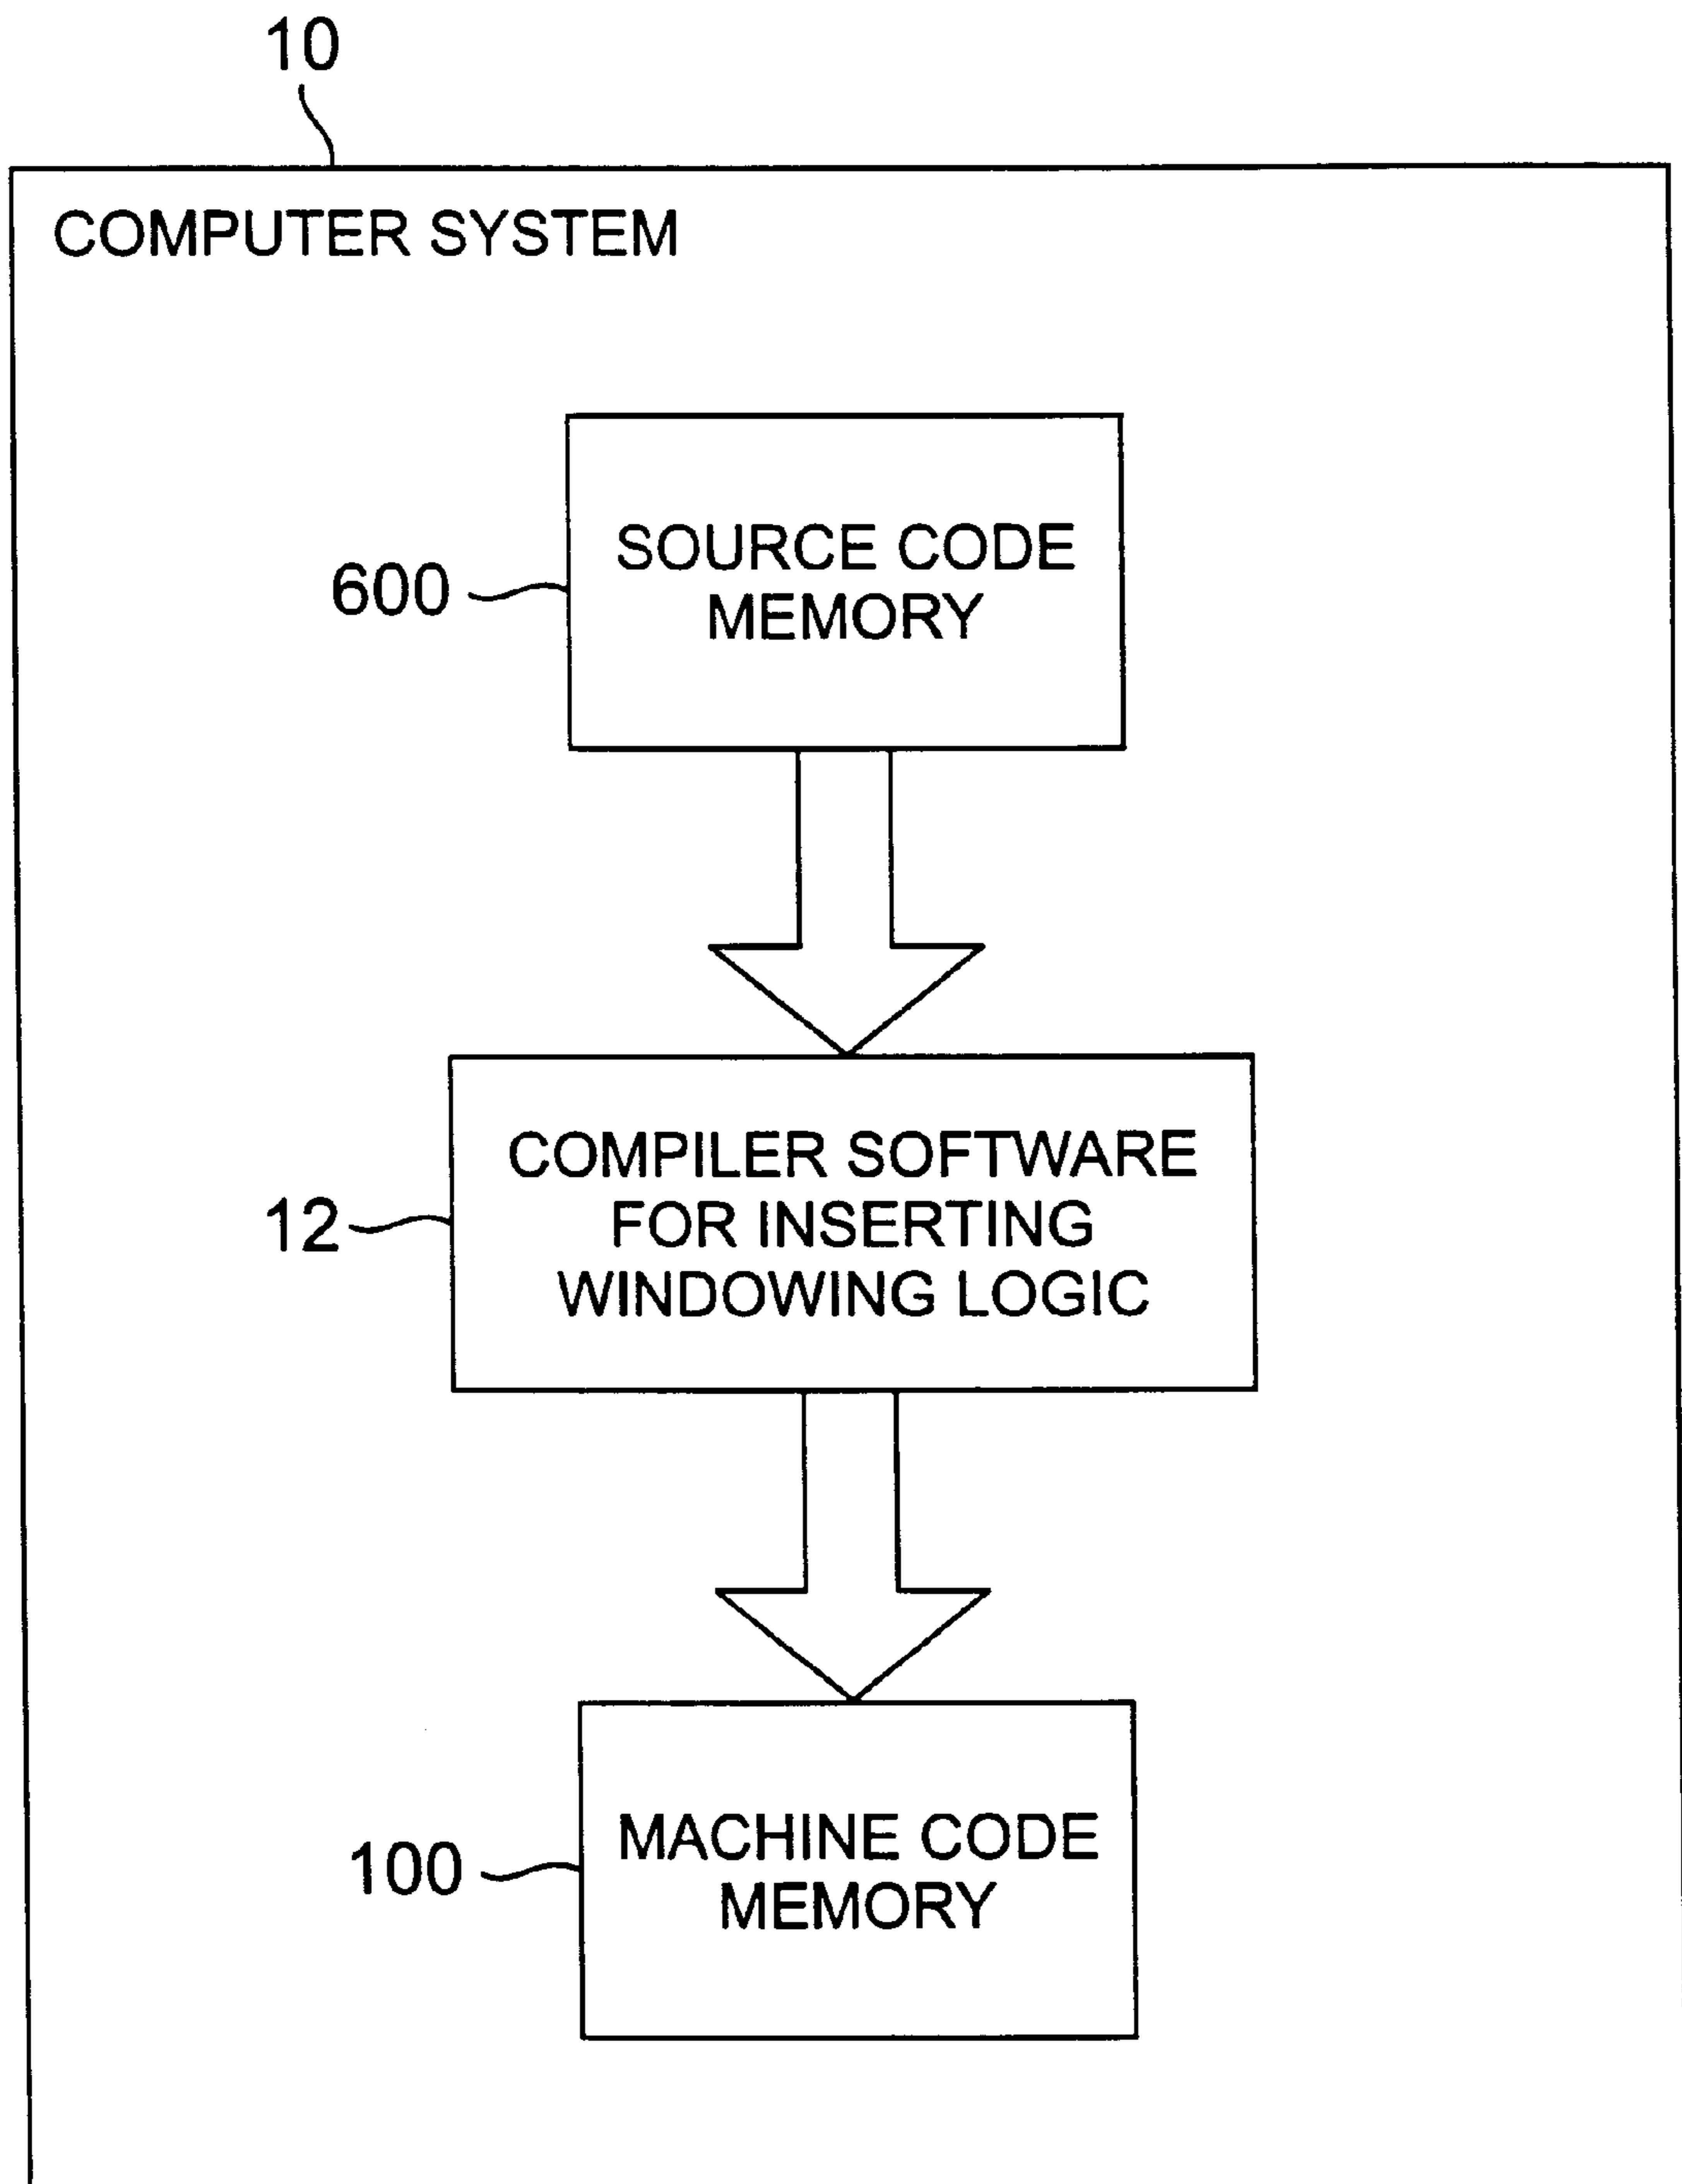 10
COMPUTER SYSTEM
SOURCE CODE
MEMORY
600
COMPILER SOFTWARE
FOR INSERTING
WINDOWING LOGIC
12
MACHINE CODE
MEMORY
100